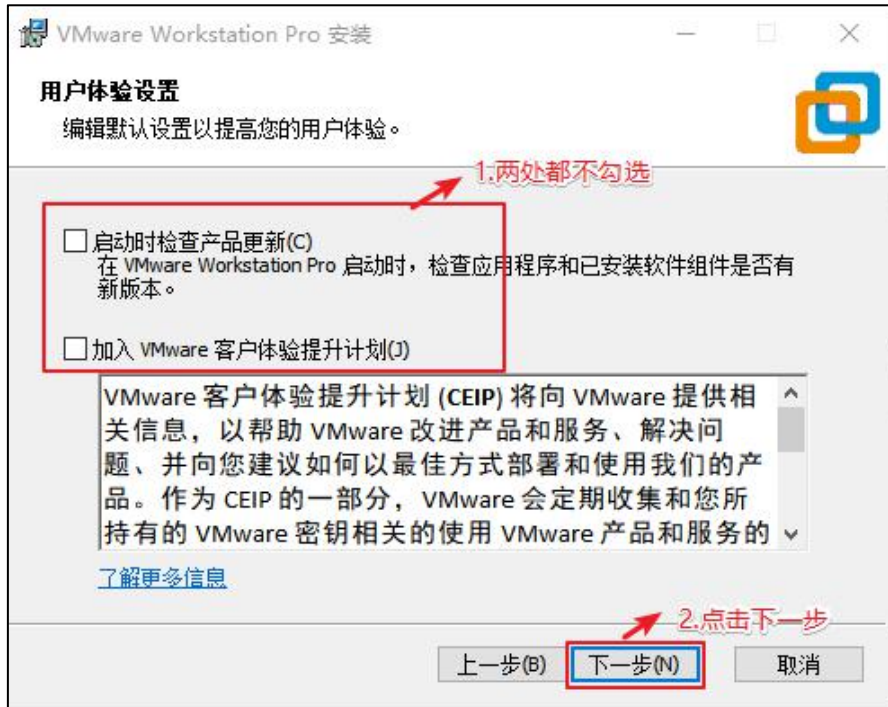 VMware Workstation Pro 安装
用户体验设置
编辑默认设置以提高您的用户体验。
1.两处都不勾选
启动时检查产品更新(C)
在 VMware Workstation Pro 启动时，检查应用程序和已安装软件组件是否有
新版本。
加入 VMware 客户体验提升计划(J)
VMware 客户体验提升计划 (CEIP) 将向 VMware 提供相
关信息，以帮助 VMware 改进产品和服务、解决问
题、并向您建议如何以最佳方式部署和使用我们的产
品。作为 CEIP 的一部分，VMware 会定期收集和您所
持有的 VMware 密钥相关的使用 VMware 产品和服务的
了解更多信息
2.点击下一步
上一步(B) 下一步(N) 取消